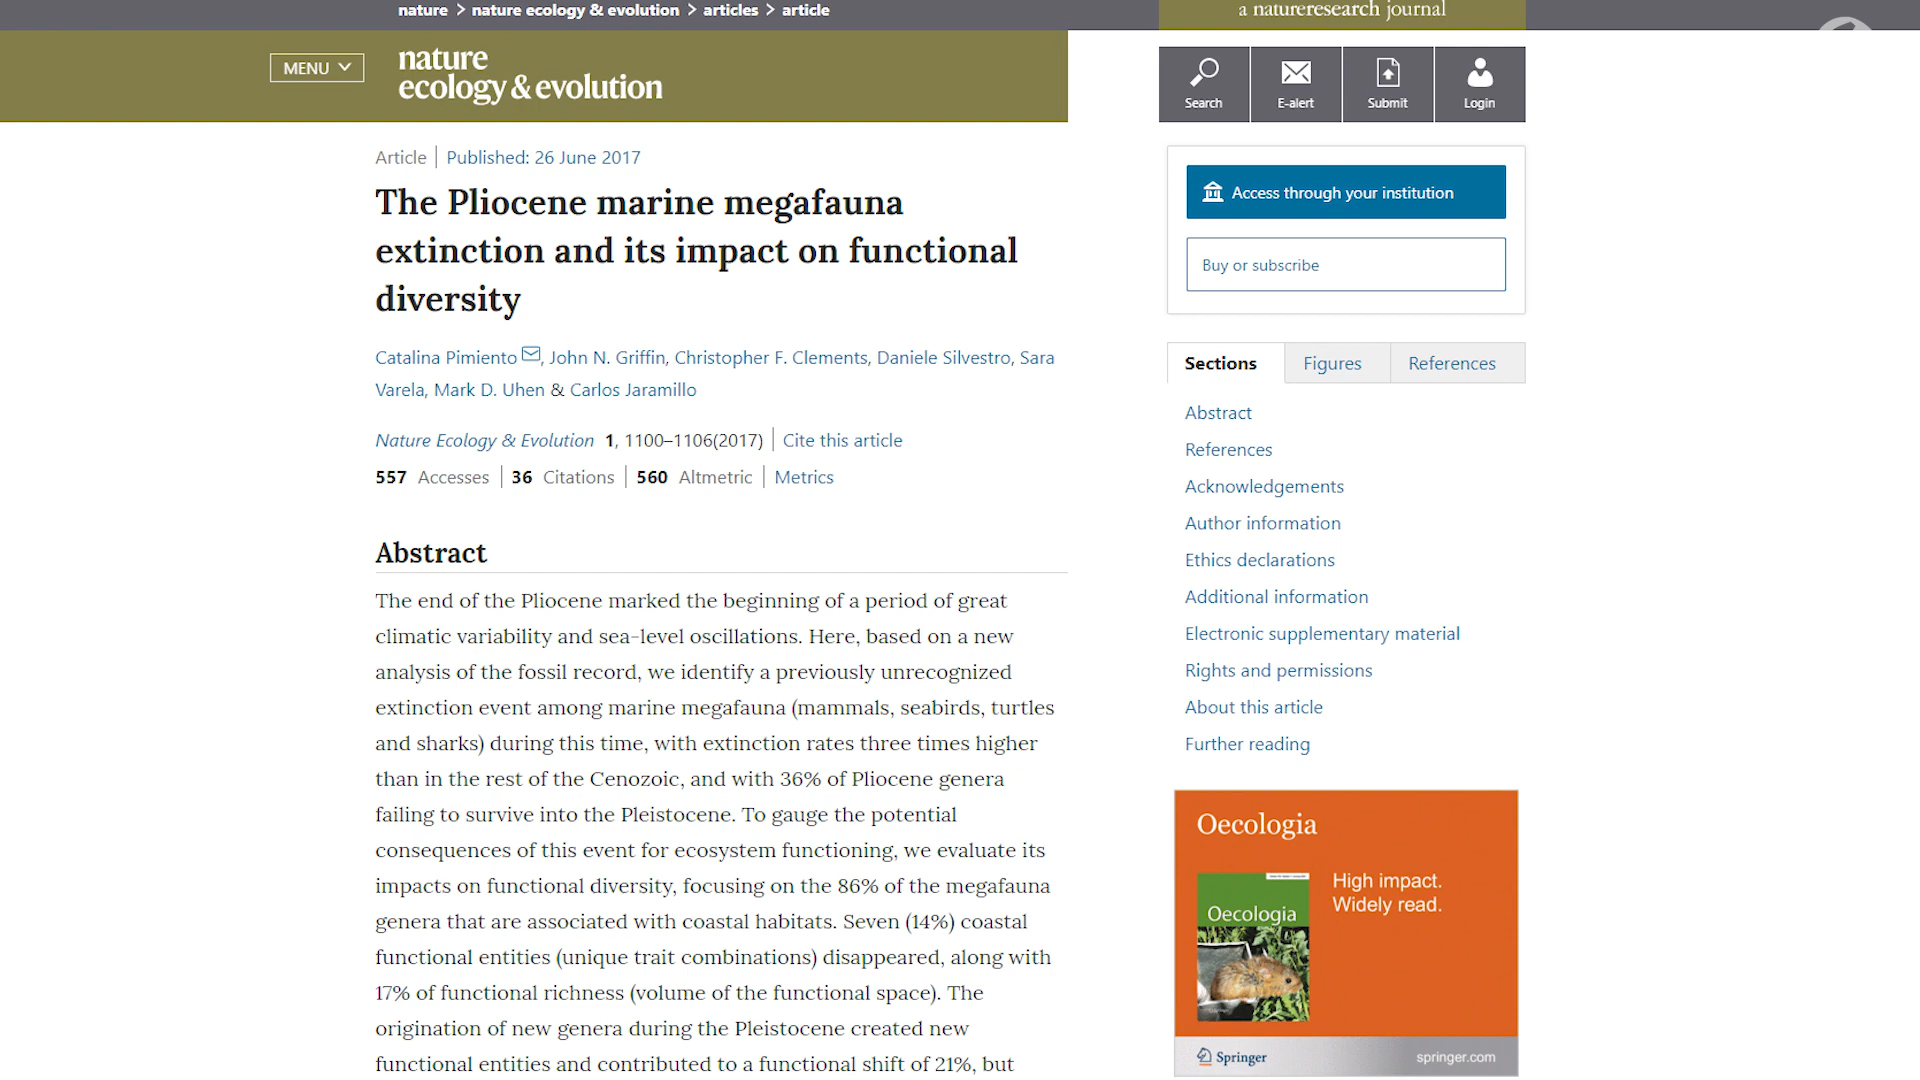 nature > nature ecology & evolution > articles > article
a natureresearch journal
MENU
nature
ecology & evolution
Search
E-alert
Submit
Login
Article | Published: 26 June 2017
The Pliocene marine megafauna
extinction and its impact on functional
diversity
Catalina Pimiento, John N. Griffin, Christopher F. Clements, Daniele Silvestro, Sara
Varela, Mark D. Uhen & Carlos Jaramillo
Nature Ecology & Evolution 1, 1100–1106(2017) | Cite this article
557 Accesses | 36 Citations | 560 Altmetric | Metrics
Abstract
The end of the Pliocene marked the beginning of a period of great
climatic variability and sea-level oscillations. Here, based on a new
analysis of the fossil record, we identify a previously unrecognized
extinction event among marine megafauna (mammals, seabirds, turtles
and sharks) during this time, with extinction rates three times higher
than in the rest of the Cenozoic, and with 36% of Pliocene genera
failing to survive into the Pleistocene. To gauge the potential
consequences of this event for ecosystem functioning, we evaluate its
impacts on functional diversity, focusing on the 86% of the megafauna
genera that are associated with coastal habitats. Seven (14%) coastal
functional entities (unique trait combinations) disappeared, along with
17% of functional richness (volume of the functional space). The
origination of new genera during the Pleistocene created new
functional entities and contributed to a functional shift of 21%, but
Access through your institution
Buy or subscribe
Sections
Figures
References
Abstract
References
Acknowledgements
Author information
Ethics declarations
Additional information
Electronic supplementary material
Rights and permissions
About this article
Further reading
Oecologia
High impact.
Widely read.
Oecologia
Springer
springer.com